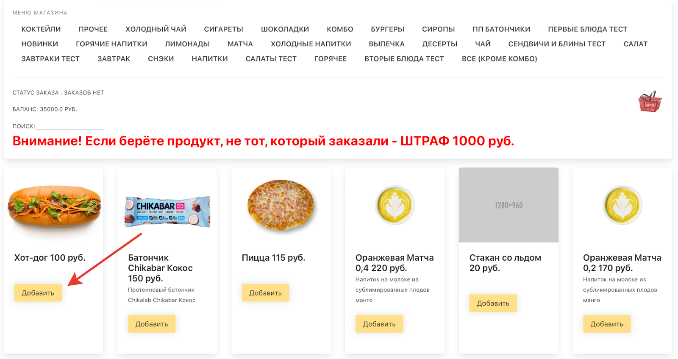 МЕНЮ МАГАЗИНА
КОКТЕЙЛИ ПРОЧЕЕ ХОЛОДНЫЙ ЧАЙ СИГАРЕТЫ ШОКОЛАДКИ КОМБО БУРГЕРЫ СИРОПЫ ПП БАТОНЧИКИ ПЕРВЫЕ БЛЮДА ТЕСТ
НОВИНКИ ГОРЯЧИЕ НАПИТКИ ЛИМОНАДЫ МАТЧА ХОЛОДНЫЕ НАПИТКИ ВЫПЕЧКА ДЕСЕРТЫ ЧАЙ СЕНДВИЧИ И БЛИНЫ ТЕСТ САЛАТ
ЗАВТРАКИ ТЕСТ ЗАВТРАК СНЭКИ НАПИТКИ САЛАТЫ ТЕСТ ГОРЯЧЕЕ ВТОРЫЕ БЛЮДА ТЕСТ ВСЕ (КРОМЕ КОМБО)
СТАТУС ЗАКАЗА : ЗАКАЗОВ НЕТ
БАЛАНС: 35000.0 РУБ.
ПОИСК:
Внимание! Если берёте продукт, не тот, который заказали - ШТРАФ 1000 руб.
CHIKABAR
1280×960
Хот-дог 100 руб.
Добавить
Батончик
Chikabar Кокос
150 руб.
Протеиновый батончик
Chikalab Chikabar Кокос
Добавить
Пицца 115 руб.
Добавить
Оранжевая Матча
0,4 220 руб.
Напиток на молоке из
сублимированных плодов
манго
Добавить
Стакан со льдом
20 руб.
Добавить
Оранжевая Матча
0,2 170 руб.
Напиток на молоке из
сублимированных плодов
манго
Добавить